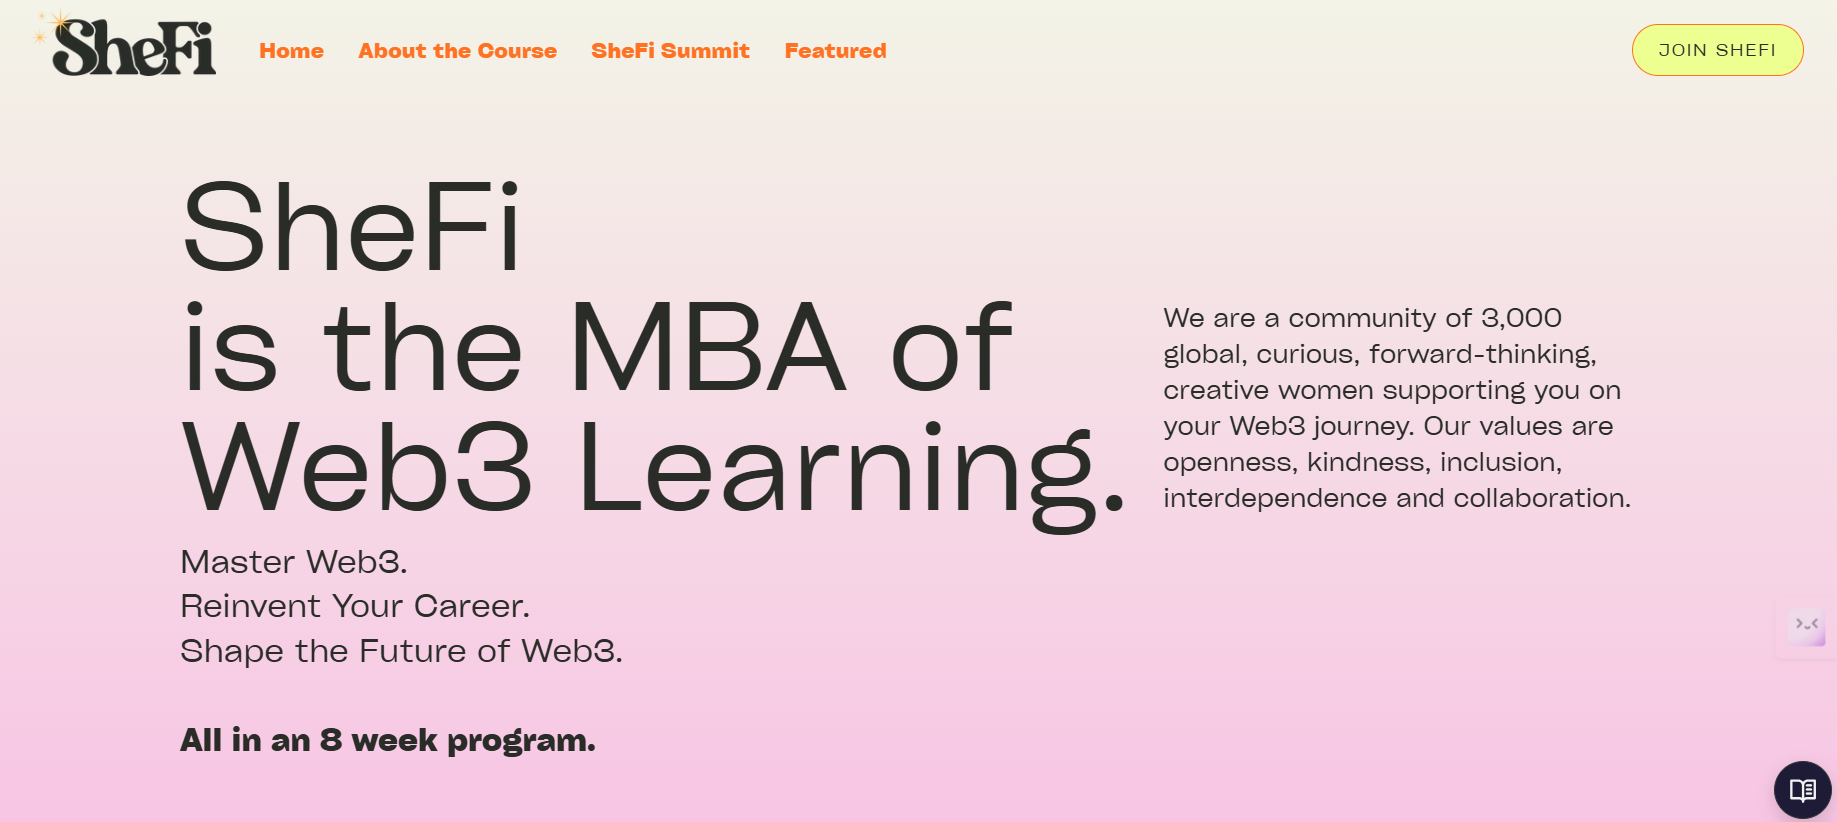 SheFi
Home
About the Course
SheFi Summit
Featured
JOIN SHEFI
SheFi
is the MBA of
Web3 Learning.
We are a community of 3,000
global, curious, forward-thinking,
creative women supporting you on
your Web3 journey. Our values are
openness, kindness, inclusion,
interdependence and collaboration.
Master Web3.
Reinvent Your Career.
Shape the Future of Web3.
All in an 8 week program.